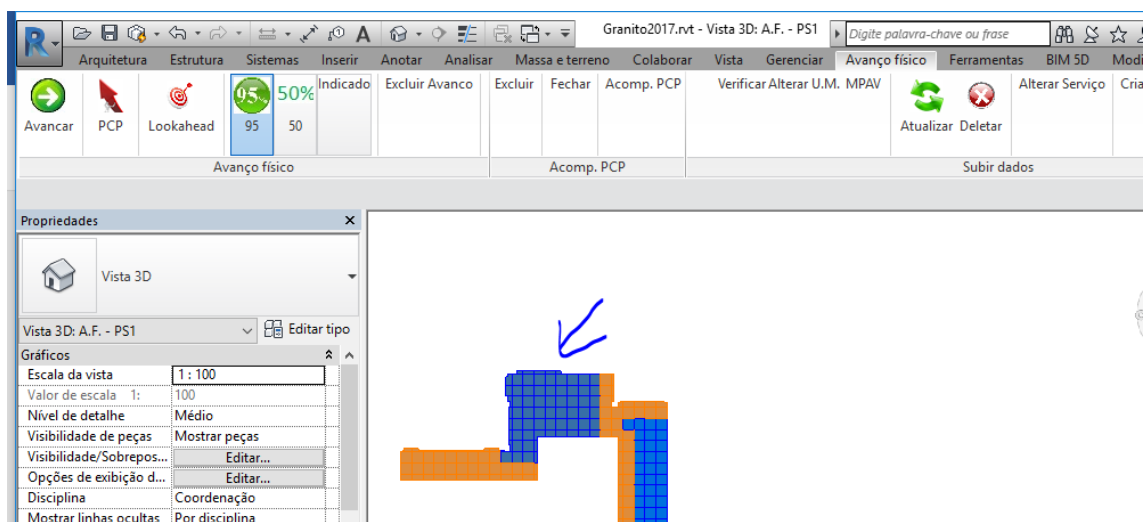 Granito2017.rvt - Vista 3D: A.F. - PS1
Digite palavra-chave ou frase
Arquitetura Estrutura Sistemas Inserir Anotar Analisar Massa e terreno Colaborar Vista Gerenciar Avanço físico Ferramentas BIM 5D Modi
95% 50% Indicado Excluir Avanco Excluir Fechar Acomp. PCP Verificar Alterar U.M. MPAV Alterar Serviço Cria
Avancar PCP Lookahead 95 50 Atualizar Deletar
Avanço físico Acomp. PCP Subir dados
Propriedades
Vista 3D
Vista 3D: A.F. - PS1 Editar tipo
Gráficos
Escala da vista 1 : 100
Valor de escala 1: 100
Nível de detalhe Médio
Visibilidade de peças Mostrar peças
Visibilidade/Sobrepos... Editar...
Opções de exibição d... Editar...
Disciplina Coordenação
Mostrar linhas ocultas Por disciplina